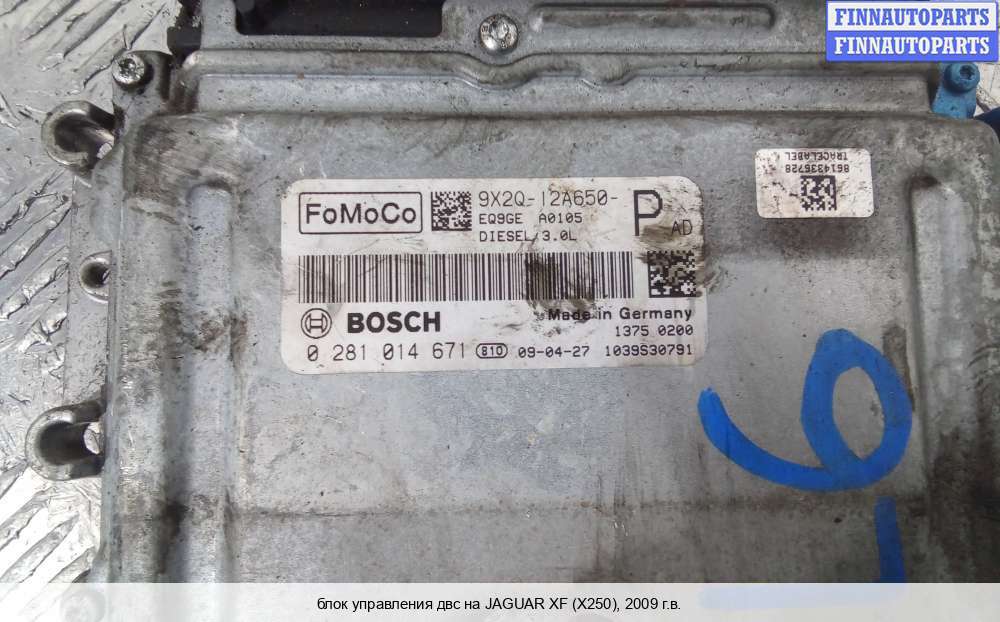 FINNAUTOPARTS
FINNAUTOPARTS
8614336728
TRACELABEL
FoMoCo
9X2Q-12A650-
P
AD
EQ9GE A0105
DIESEL/3.0L
Made in Germany
BOSCH
1375 0200
0 281 014 671 810 09-04-27 1039S30791
блок управления двс на JAGUAR XF (X250), 2009 г.в.